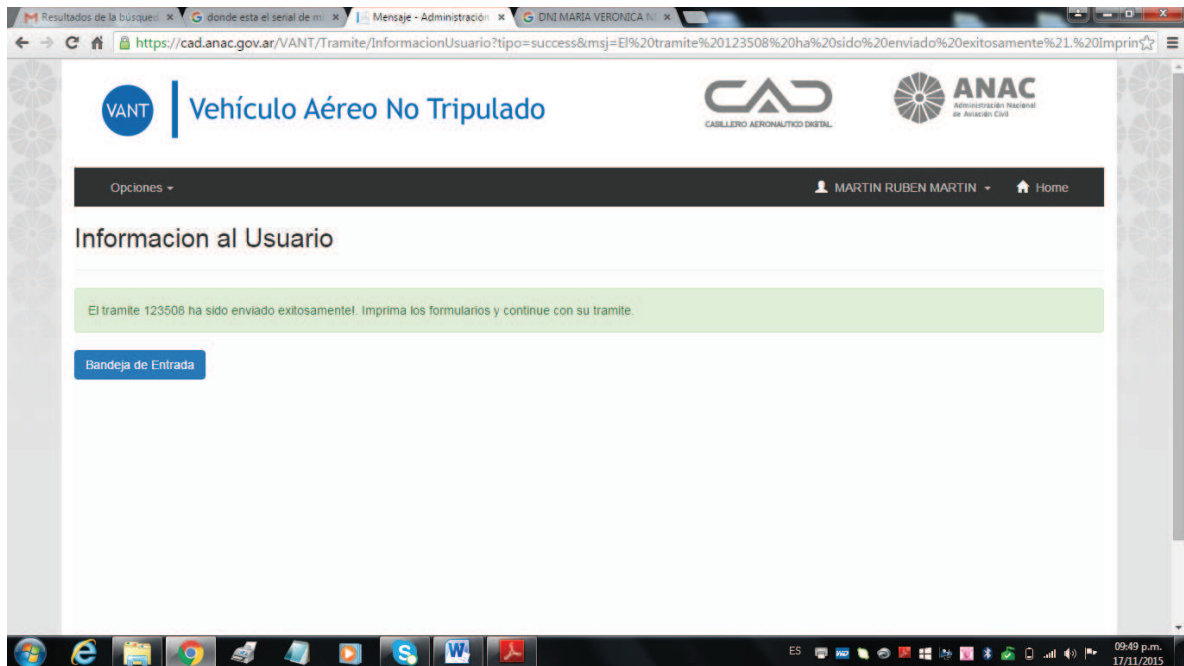 Resultados de la búsqued
donde esta el serial de m
Mensaje - Administración
DNI MARIA VERONICA N
https://cad.anac.gov.ar/VANT/Tramite/InformacionUsuario?tipo=success&msj=El%20tramite%20123508%20ha%20sido%20enviado%20exitosamente%21.%20Imprin
VANT
Vehículo Aéreo No Tripulado
CAD
CASILLERO AERONAUTICO DIGITAL
ANAC
Administración Nacional
de Aviación Civil
Opciones
MARTIN RUBEN MARTIN
Home
Informacion al Usuario
El tramite 123508 ha sido enviado exitosamente!. Imprima los formularios y continue con su tramite.
Bandeja de Entrada
ES
09:49 p.m.
17/11/2015